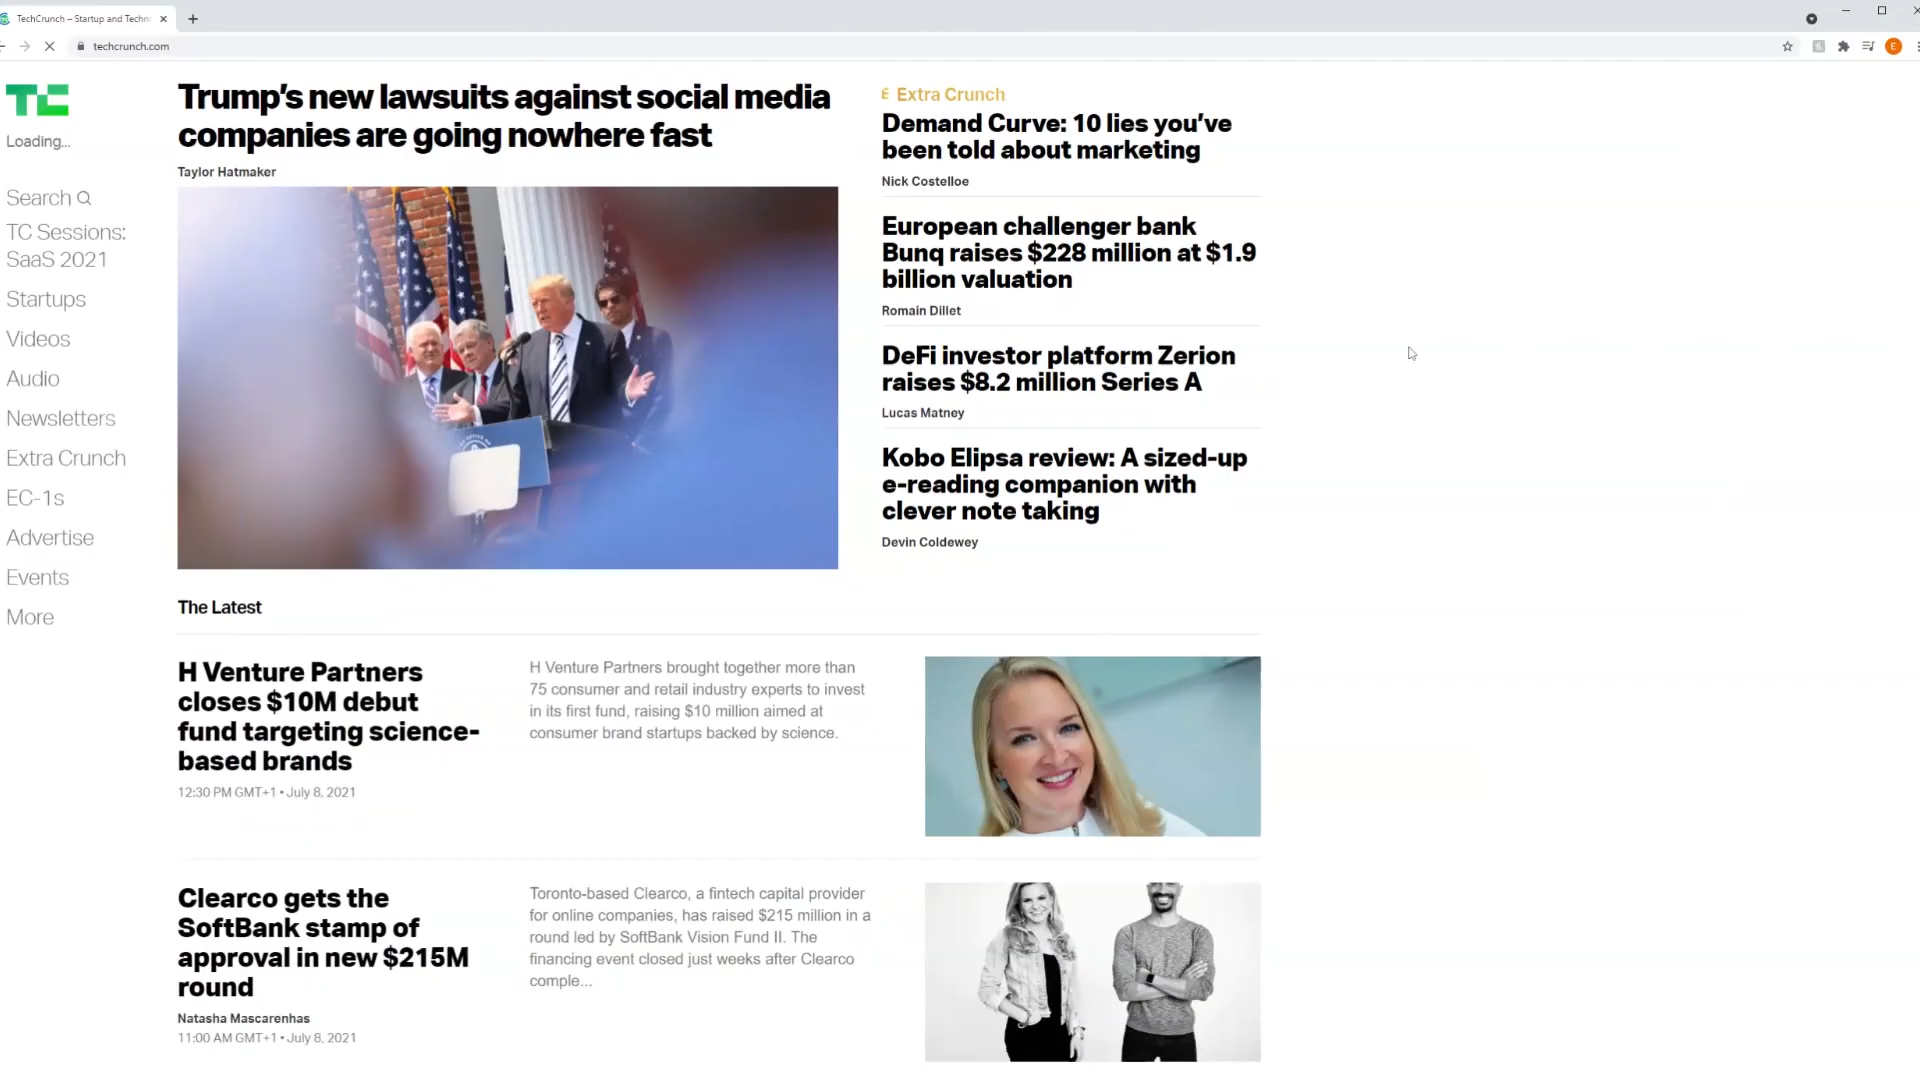 TechCrunch – Startup and Techn
techcrunch.com
E
TC
Loading...
Search
TC Sessions:
SaaS 2021
Startups
Videos
Audio
Newsletters
Extra Crunch
EC-1s
Advertise
Events
More
Trump's new lawsuits against social media
companies are going nowhere fast
Taylor Hatmaker
Extra Crunch
Demand Curve: 10 lies you've
been told about marketing
Nick Costelloe
European challenger bank
Bunq raises $228 million at $1.9
billion valuation
Romain Dillet
DeFi investor platform Zerion
raises $8.2 million Series A
Lucas Matney
Kobo Elipsa review: A sized-up
e-reading companion with
clever note taking
Devin Coldewey
The Latest
H Venture Partners
closes $10M debut
fund targeting science-
based brands
12:30 PM GMT+1 • July 8, 2021
H Venture Partners brought together more than
75 consumer and retail industry experts to invest
in its first fund, raising $10 million aimed at
consumer brand startups backed by science.
Clearco gets the
SoftBank stamp of
approval in new $215M
round
Natasha Mascarenhas
11:00 AM GMT+1 • July 8, 2021
Toronto-based Clearco, a fintech capital provider
for online companies, has raised $215 million in a
round led by SoftBank Vision Fund II. The
financing event closed just weeks after Clearco
comple...